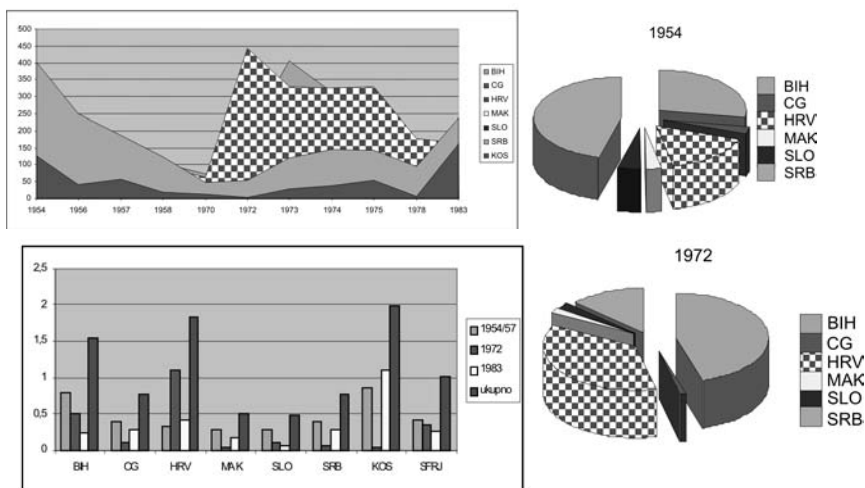 500
450
400
350
300
250
200
150
100
50
0
1954 1956 1957 1958 1970 1972 1973 1974 1975 1978 1983
BIH
CG
HRV
MAK
SLO
SRB
KOS
1954
BIH
CG
HRV
MAK
SLO
SRB
2,5
2
1,5
1
0,5
0
BIH CG HRV MAK SLO SRB KOS SFRJ
1954/57
1972
1983
ukupno
1972
BIH
CG
HRV
MAK
SLO
SRB